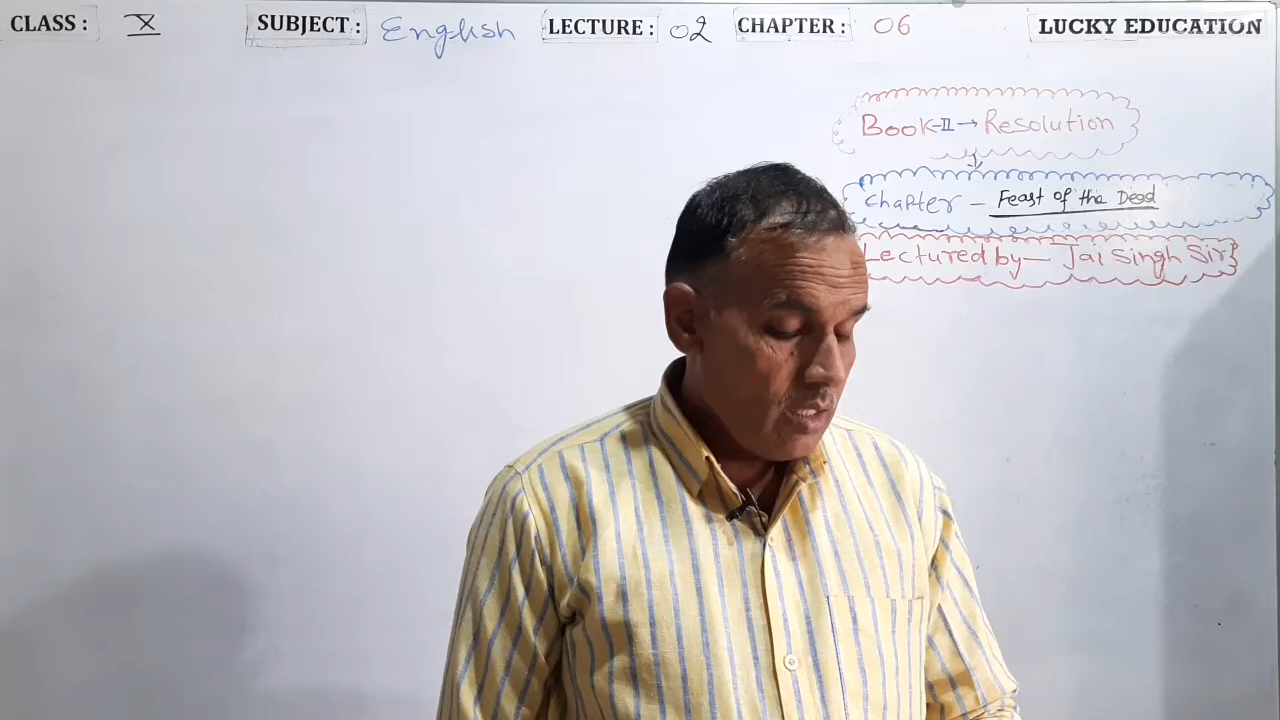 CLASS : X SUBJECT : English LECTURE : 02 CHAPTER : 06 LUCKY EDUCATION
Book-II → Resolution
Chapter – Feast of the Dead
Lectured by – Jai Singh Sir